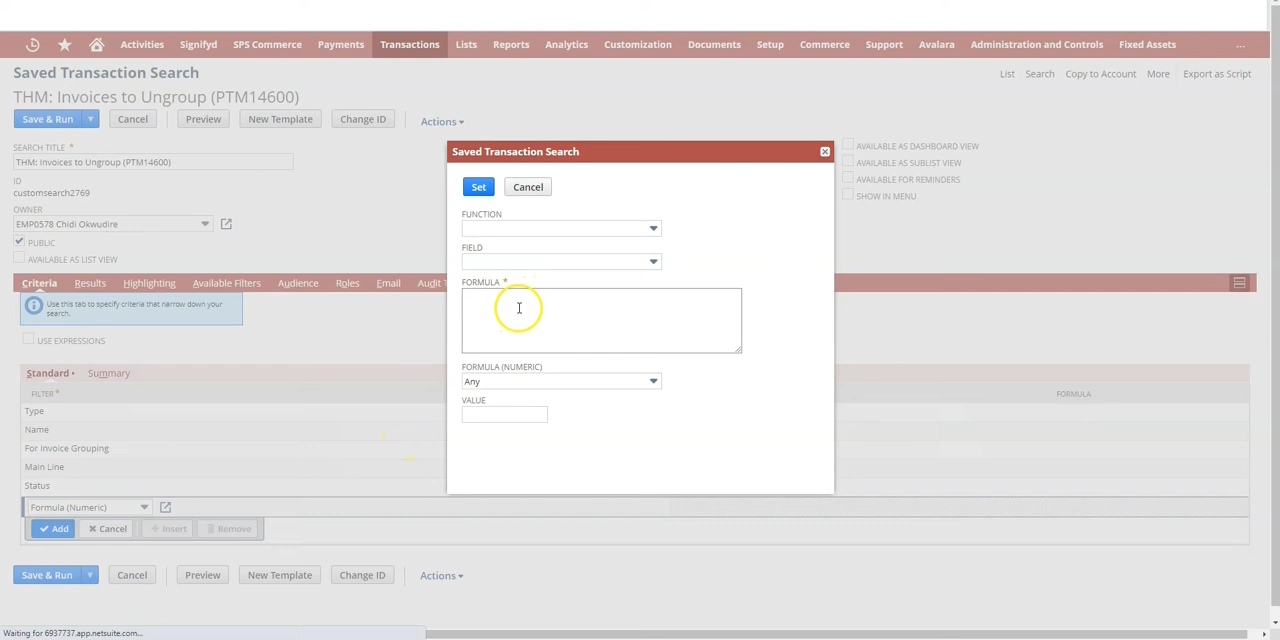 Activities Signifyd SPS Commerce Payments Transactions Lists Reports Analytics Customization Documents Setup Commerce Support Avalara Administration and Controls Fixed Assets ...
Saved Transaction Search
List Search Copy to Account More Export as Script
THM: Invoices to Ungroup (PTM14600)
Save & Run Cancel Preview New Template Change ID Actions
SEARCH TITLE *
THM: Invoices to Ungroup (PTM14600)
ID
customsearch2769
OWNER
EMP0578 Chidi Okwudire
PUBLIC
AVAILABLE AS LIST VIEW
AVAILABLE AS DASHBOARD VIEW
AVAILABLE AS SUBLIST VIEW
AVAILABLE FOR REMINDERS
SHOW IN MENU
Criteria Results Highlighting Available Filters Audience Roles Email Audit T
Use this tab to specify criteria that narrow down your
search.
USE EXPRESSIONS
Standard • Summary
FILTER * FORMULA
Type
Name
For Invoice Grouping
Main Line
Status
Formula (Numeric)
Add Cancel Insert Remove
Save & Run Cancel Preview New Template Change ID Actions
Saved Transaction Search
Set Cancel
FUNCTION
FIELD
FORMULA *
FORMULA (NUMERIC)
Any
VALUE
Waiting for 6937737.app.netsuite.com...